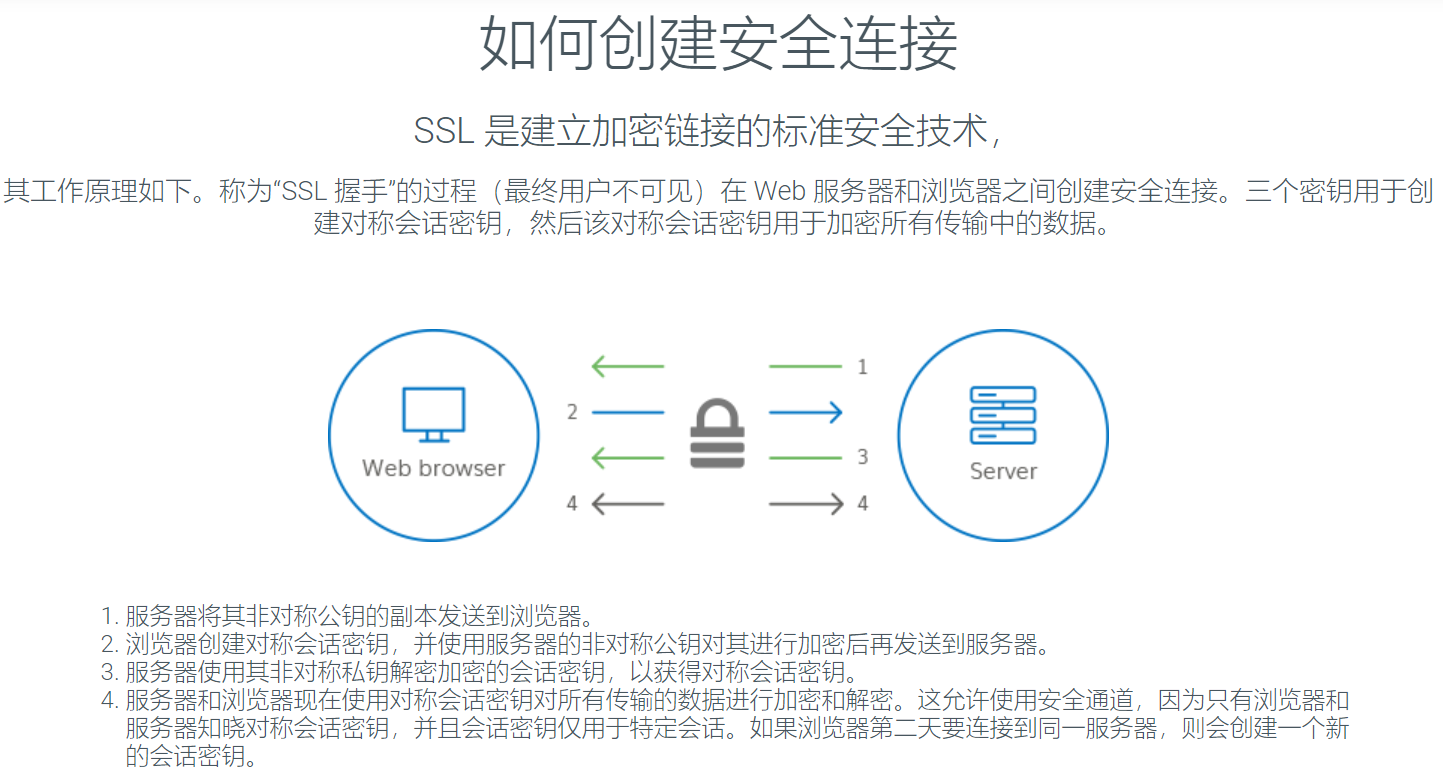 如何创建安全连接
SSL 是建立加密链接的标准安全技术，
其工作原理如下。称为“SSL 握手”的过程（最终用户不可见）在 Web 服务器和浏览器之间创建安全连接。三个密钥用于创
建对称会话密钥，然后该对称会话密钥用于加密所有传输中的数据。
1
2
3
4 4
Web browser
Server
1. 服务器将其非对称公钥的副本发送到浏览器。
2. 浏览器创建对称会话密钥，并使用服务器的非对称公钥对其进行加密后再发送到服务器。
3. 服务器使用其非对称私钥解密加密的会话密钥，以获得对称会话密钥。
4. 服务器和浏览器现在使用对称会话密钥对所有传输的数据进行加密和解密。这允许使用安全通道，因为只有浏览器和
服务器知晓对称会话密钥，并且会话密钥仅用于特定会话。如果浏览器第二天要连接到同一服务器，则会创建一个新
的会话密钥。